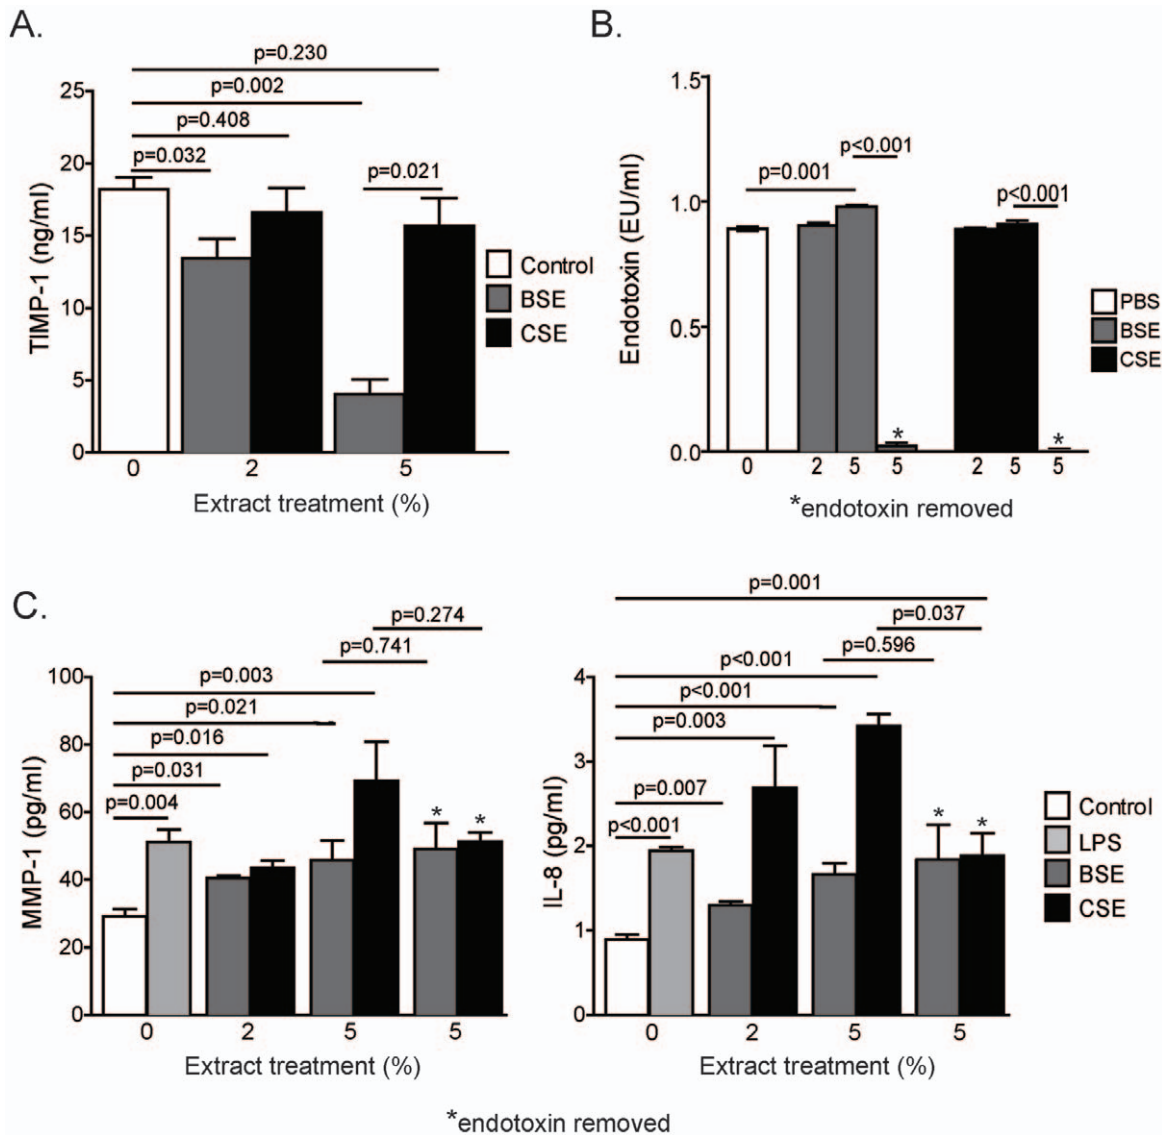 A.
p=0.230
p=0.002
p=0.408
p=0.032
p=0.021
TIMP-1 (ng/ml)
25
20
15
10
5
0
0 2 5
Extract treatment (%)
Control
BSE
CSE
B.
p<0.001
p=0.001
p<0.001
Endotoxin (EU/ml)
1.5
1.0
0.5
0.0
*
*
0 2 5 5 2 5 5
*endotoxin removed
PBS
BSE
CSE
C.
p=0.274
p=0.741
p=0.003
p=0.021
p=0.016
p=0.031
p=0.004
MMP-1 (pg/ml)
100
80
60
40
20
0
* *
0 2 5 5
Extract treatment (%)
p=0.001
p=0.037
p=0.596
p<0.001
p<0.001
p=0.003
p=0.007
p<0.001
IL-8 (pg/ml)
4
3
2
1
0
* *
0 2 5 5
Extract treatment (%)
Control
LPS
BSE
CSE
*endotoxin removed